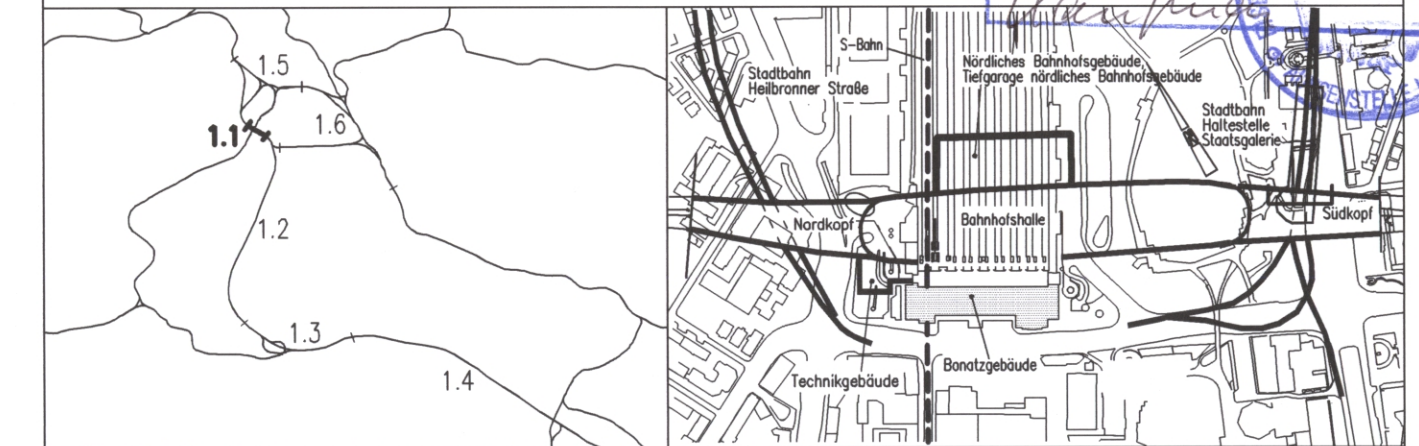 1.5
1.1
1.6
1.2
1.3
1.4
S-Bahn
Stadtbahn
Heilbronner Straße
Nördliches Bahnhofsgebäude,
Tiefgarage nördliches Bahnhofsgebäude
Stadtbahn
Haltestelle
Staatsgalerie
Nordkopf
Bahnhofshalle
Südkopf
Technikgebäude
Bonatzgebäude